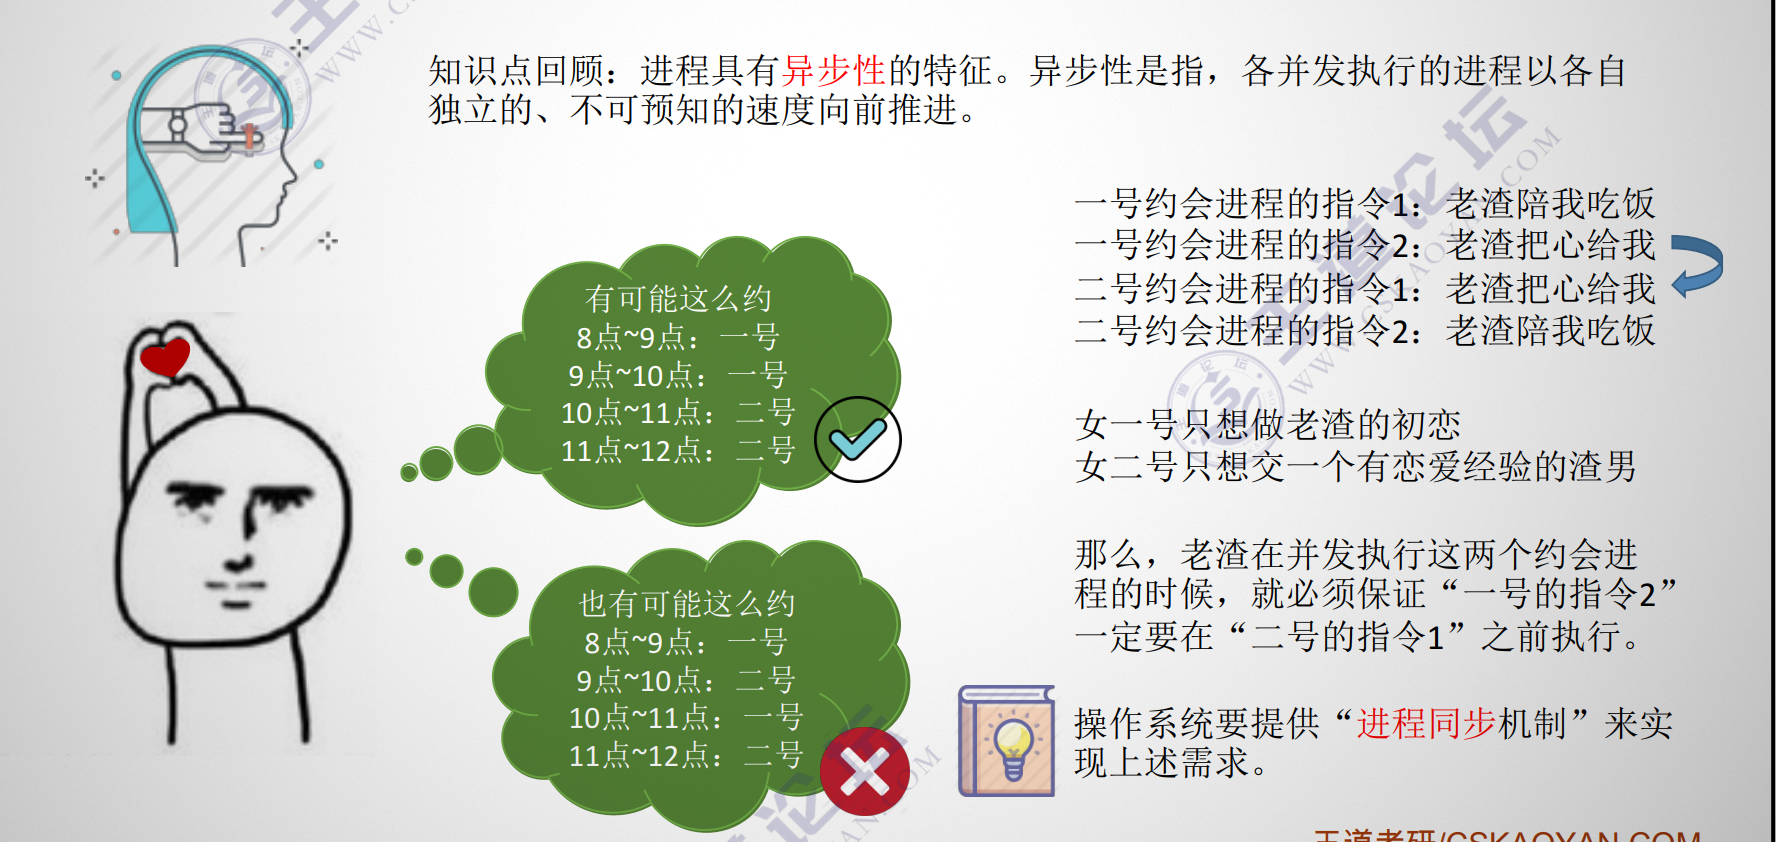 知识点回顾：进程具有异步性的特征。异步性是指，各并发执行的进程以各自
独立的、不可预知的速度向前推进。
一号约会进程的指令1：老渣陪我吃饭
一号约会进程的指令2：老渣把心给我
二号约会进程的指令1：老渣把心给我
二号约会进程的指令2：老渣陪我吃饭
有可能这么约
8点~9点：一号
9点~10点：一号
10点~11点：二号
11点~12点：二号
女一号只想做老渣的初恋
女二号只想交一个有恋爱经验的渣男
那么，老渣在并发执行这两个约会进
程的时候，就必须保证“一号的指令2”
一定要在“二号的指令1”之前执行。
也有可能这么约
8点~9点：一号
9点~10点：二号
10点~11点：一号
11点~12点：二号
操作系统要提供“进程同步机制”来实
现上述需求。
王道论坛
WWW.CSKAOYAN.COM
王道考研/CSKAOYAN.COM